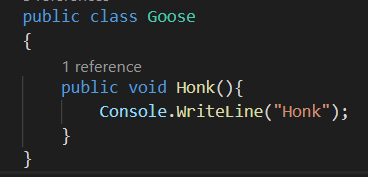 public class Goose
{
1 reference
public void Honk(){
Console.WriteLine("Honk");
}
}